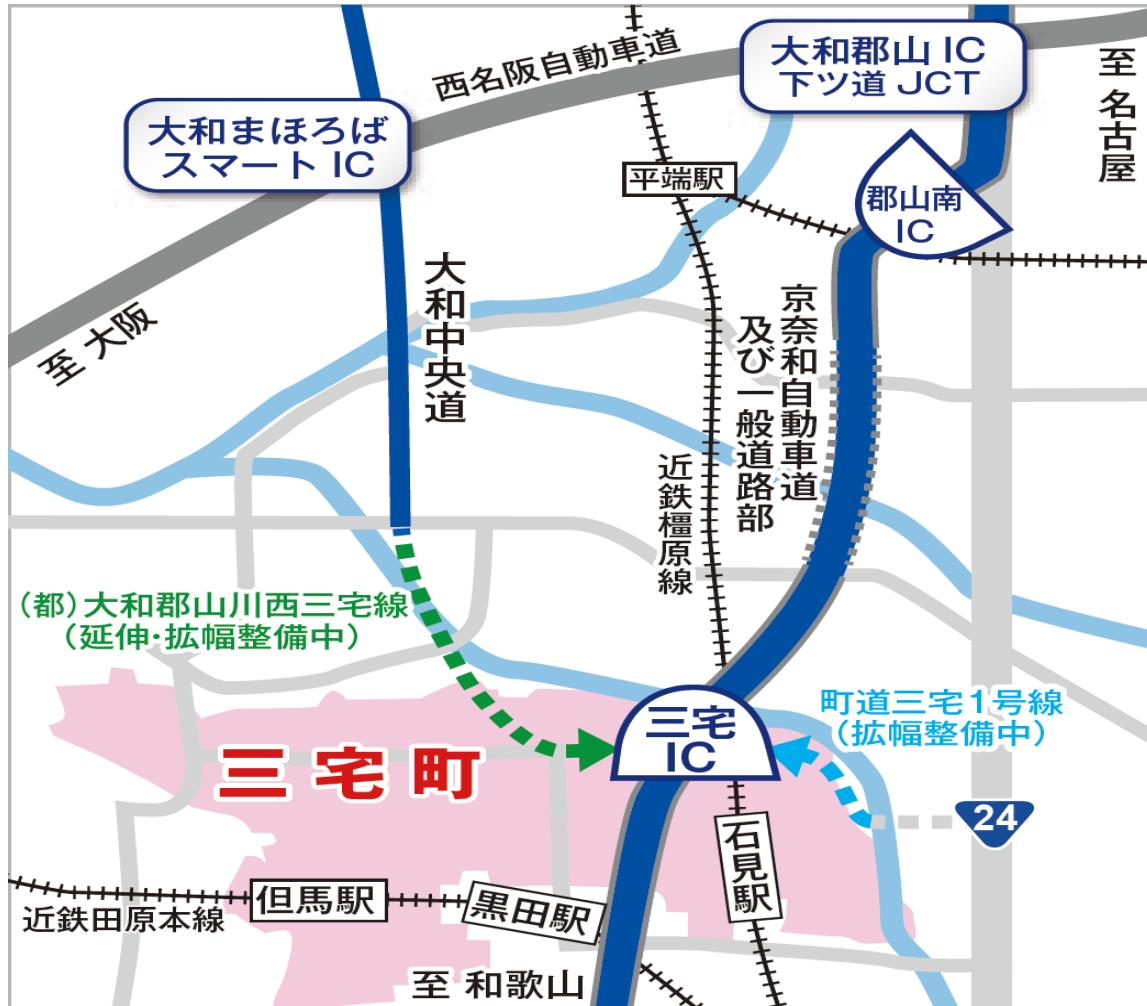 西名阪自動車道
大和郡山 IC
下ツ道 JCT
至 名古屋
大和まほろば
スマート IC
平端駅
郡山南
IC
至 大阪
大和中央道
京奈和自動車道
及び一般道路部
近鉄橿原線
(都)大和郡山川西三宅線
(延伸・拡幅整備中)
三宅
IC
町道三宅1号線
(拡幅整備中)
三宅町
24
石見駅
但馬駅
黒田駅
近鉄田原本線
至 和歌山